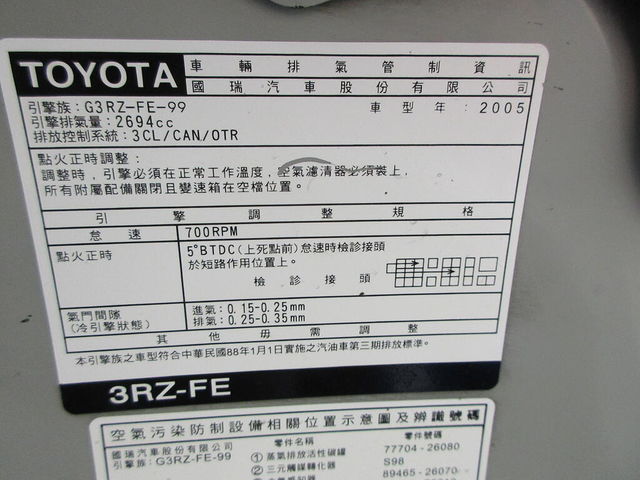 TOYOTA
車輛排氣管制資訊
國瑞汽車股份有限公司
引擎族：G3RZ-FE-99 車型年：2005
引擎排氣量：2694cc
排放控制系統：3CL/CAN/OTR
點火正時調整：
調整時，引擎必須在正常工作溫度，空氣濾清器必須裝上，
所有附屬配備關閉且變速箱在空檔位置。
引擎調整規格
怠速 700RPM
點火正時 5°BTDC(上死點前)怠速時檢診接頭
於短路作用位置上。
檢診接頭
氣門間隙 進氣：0.15-0.25mm
(冷引擎狀態) 排氣：0.25-0.35mm
其他毋需調整
本引擎族之車型符合中華民國88年1月1日實施之汽油車第三期排放標準。
3RZ-FE
空氣污染防制設備相關位置示意圖及辨識號碼
國瑞汽車股份有限公司 零件名稱 零件號碼
引擎族：G3RZ-FE-99 ①蒸氣排放活性碳罐 77704-26080
②三元觸媒轉化器 S98
89465-26070